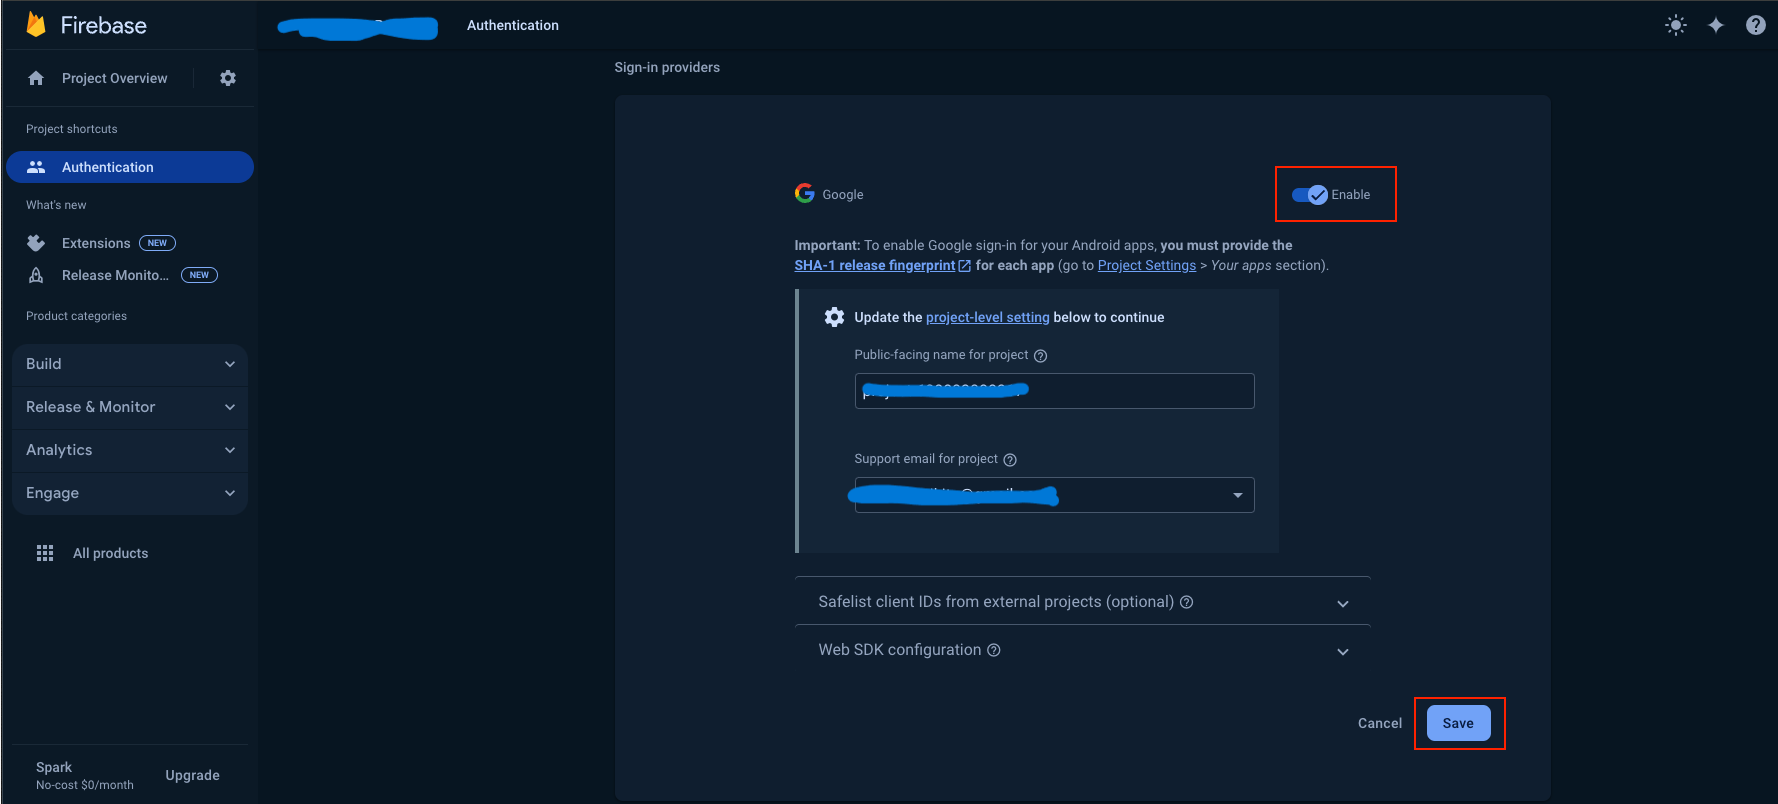 Firebase
Authentication
Project Overview
Sign-in providers
Project shortcuts
Authentication
What's new
Extensions NEW
Release Monito... NEW
Product categories
Build
Release & Monitor
Analytics
Engage
All products
Spark
No-cost $0/month
Upgrade
Google
Enable
Important: To enable Google sign-in for your Android apps, you must provide the
SHA-1 release fingerprint for each app (go to Project Settings > Your apps section).
Update the project-level setting below to continue
Public-facing name for project
Support email for project
Safelist client IDs from external projects (optional)
Web SDK configuration
Cancel
Save